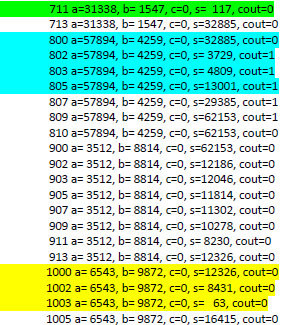 711 a=31338, b= 1547, c=0, s=  117, cout=0
713 a=31338, b= 1547, c=0, s=32885, cout=0
800 a=57894, b= 4259, c=0, s=32885, cout=0
802 a=57894, b= 4259, c=0, s= 3729, cout=1
803 a=57894, b= 4259, c=0, s= 4809, cout=1
805 a=57894, b= 4259, c=0, s=13001, cout=1
807 a=57894, b= 4259, c=0, s=29385, cout=1
809 a=57894, b= 4259, c=0, s=62153, cout=1
810 a=57894, b= 4259, c=0, s=62153, cout=0
900 a= 3512, b= 8814, c=0, s=62153, cout=0
902 a= 3512, b= 8814, c=0, s=12186, cout=0
903 a= 3512, b= 8814, c=0, s=12046, cout=0
905 a= 3512, b= 8814, c=0, s=11814, cout=0
907 a= 3512, b= 8814, c=0, s=11302, cout=0
909 a= 3512, b= 8814, c=0, s=10278, cout=0
911 a= 3512, b= 8814, c=0, s= 8230, cout=0
913 a= 3512, b= 8814, c=0, s=12326, cout=0
1000 a= 6543, b= 9872, c=0, s=12326, cout=0
1002 a= 6543, b= 9872, c=0, s= 8431, cout=0
1003 a= 6543, b= 9872, c=0, s=   63, cout=0
1005 a= 6543, b= 9872, c=0, s=16415, cout=0